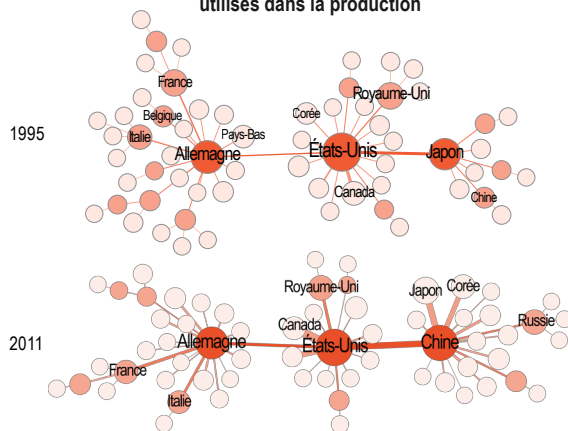 utilisés dans la production
1995
France
Belgique
Italie
Pays-Bas
Allemagne
Corée
Royaume-Uni
États-Unis
Japon
Canada
Chine
2011
Royaume-Uni
Japon
Corée
Canada
Russie
Allemagne
États-Unis
Chine
France
Italie